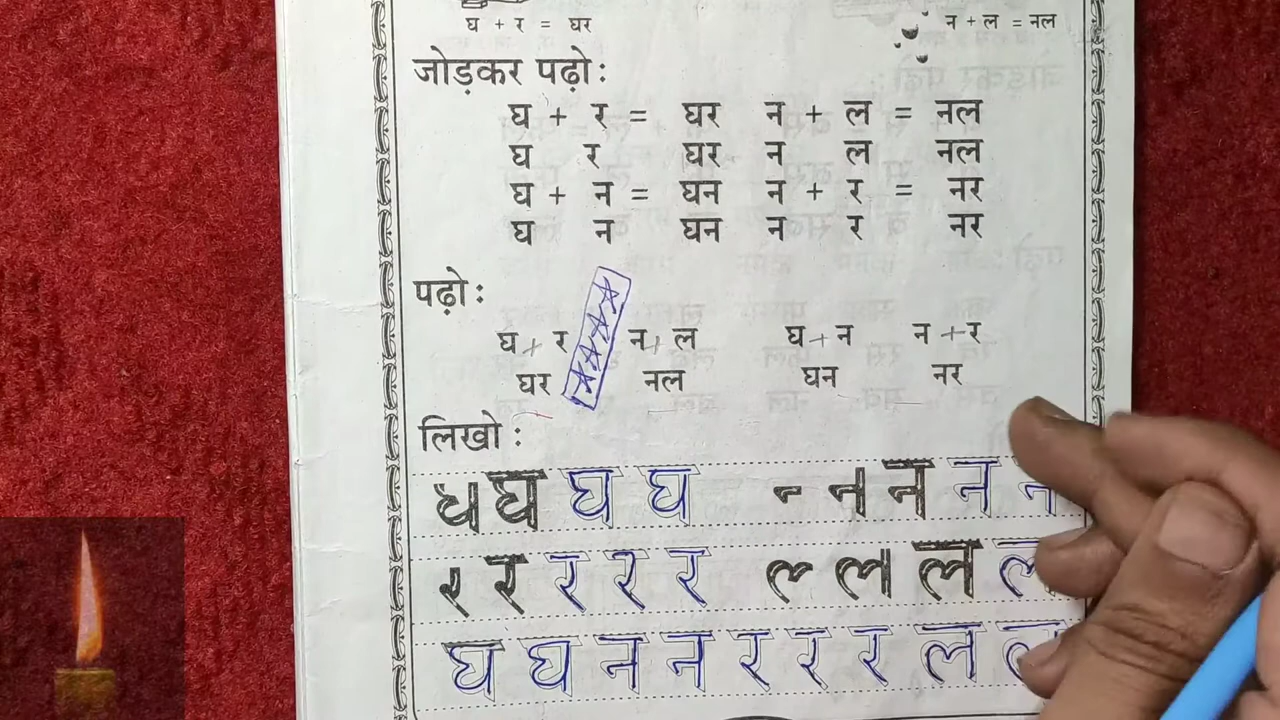 घ + र = घर न + ल = नल
जोड़कर पढ़ो :
घ + र = घर न + ल = नल
घ र घर न ल नल
घ + न = घन न + र = नर
घ न घन न र नर
पढ़ो :
घ + र न + ल घ + न न + र
घर नल घन नर
लिखो :
घ घ घ घ न न न न
र र र र र ल ल ल
घ घ न न र र र ल ल